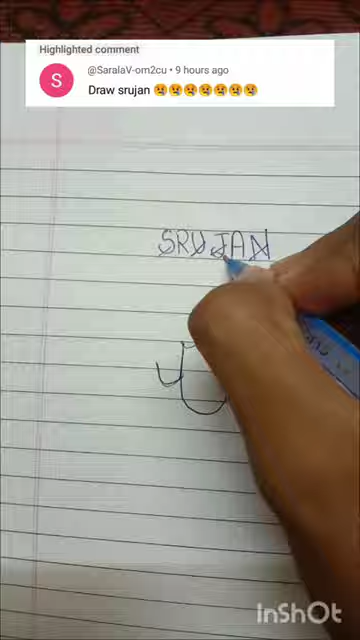 Highlighted comment
S
@SaralaV-om2cu • 9 hours ago
Draw srujan 😢😢😢😢😢😢😢
SRUJAN
InShOt